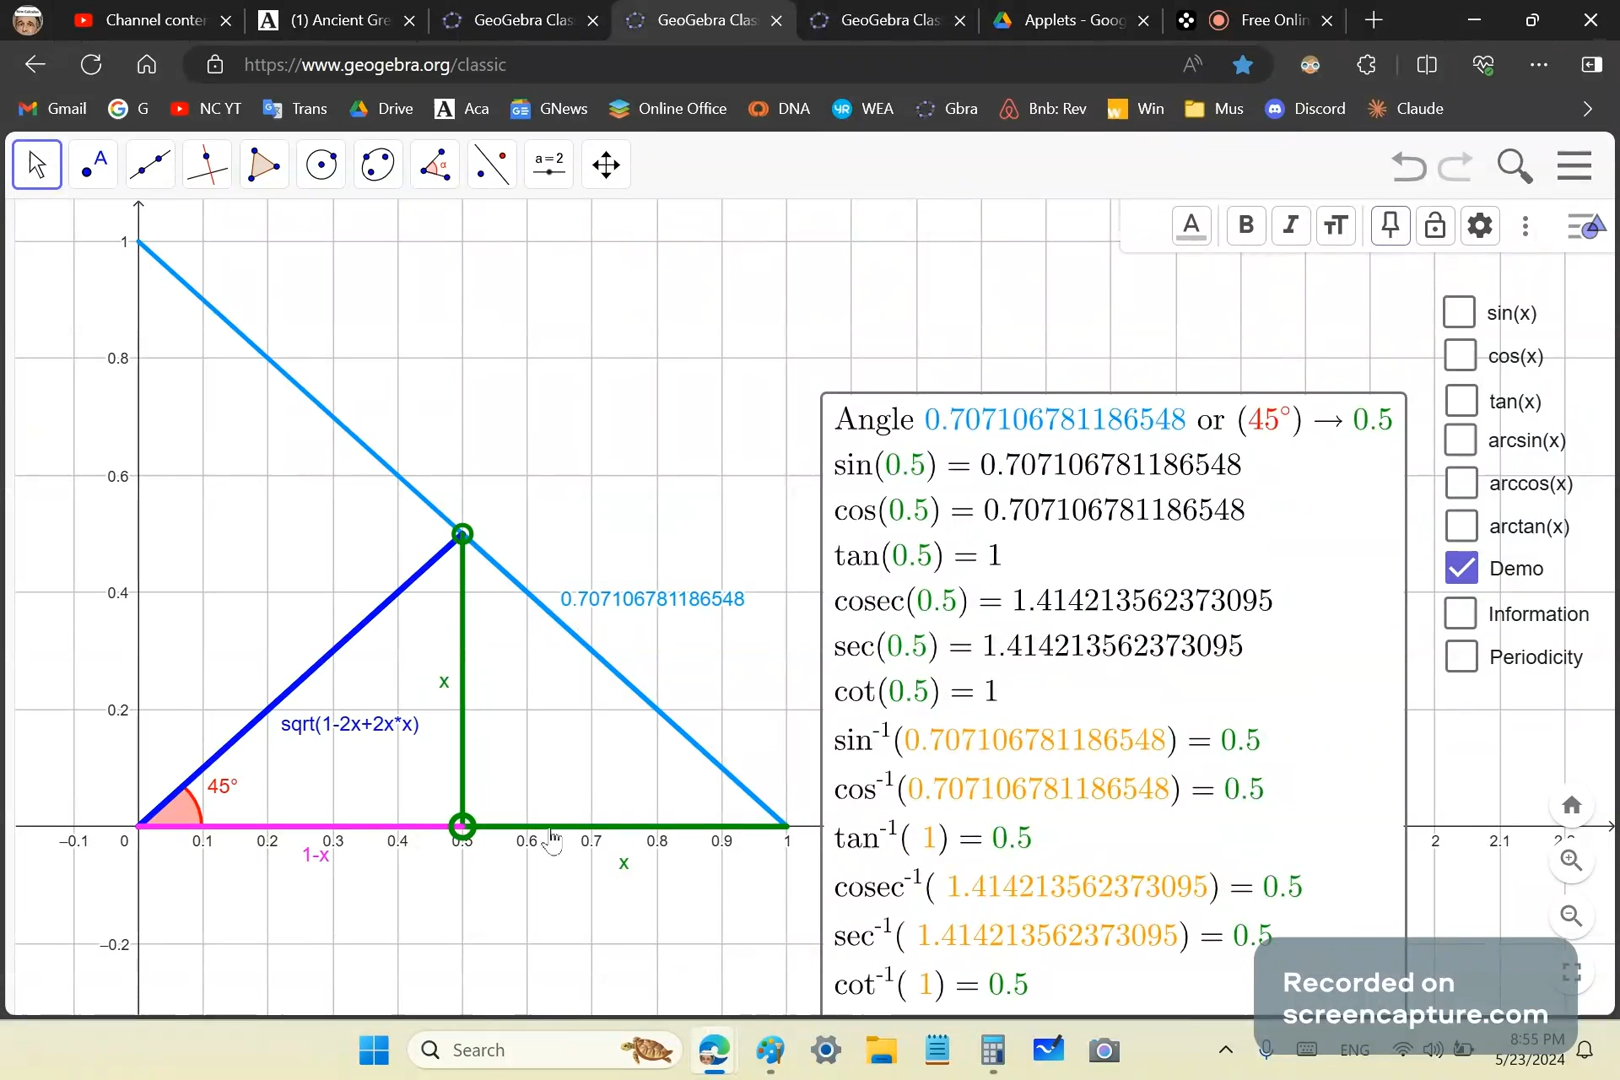 Channel conter
(1) Ancient Gre
GeoGebra Clas
GeoGebra Clas
GeoGebra Clas
Applets - Goog
Free Onlin
https://www.geogebra.org/classic
Gmail
G
NC YT
Trans
Drive
Aca
GNews
Online Office
DNA
WEA
Gbra
Bnb: Rev
Win
Mus
Discord
Claude
A
a=2
A
B
I
TT
1
0.8
0.6
0.4
0.2
-0.2
0.707106781186548
x
sqrt(1-2x+2x*x)
45°
-0.1 0 0.1 0.2 0.3 0.4 0.5 0.6 0.7 0.8 0.9 1 2 2.1
1-x
x
Angle 0.707106781186548 or (45°) → 0.5
sin(0.5) = 0.707106781186548
cos(0.5) = 0.707106781186548
tan(0.5) = 1
cosec(0.5) = 1.414213562373095
sec(0.5) = 1.414213562373095
cot(0.5) = 1
sin⁻¹(0.707106781186548) = 0.5
cos⁻¹(0.707106781186548) = 0.5
tan⁻¹( 1) = 0.5
cosec⁻¹( 1.414213562373095) = 0.5
sec⁻¹( 1.414213562373095) = 0.5
cot⁻¹( 1) = 0.5
sin(x)
cos(x)
tan(x)
arcsin(x)
arccos(x)
arctan(x)
Demo
Information
Periodicity
Recorded on
screencapture.com
Search
ENG
8:55 PM
5/23/2024